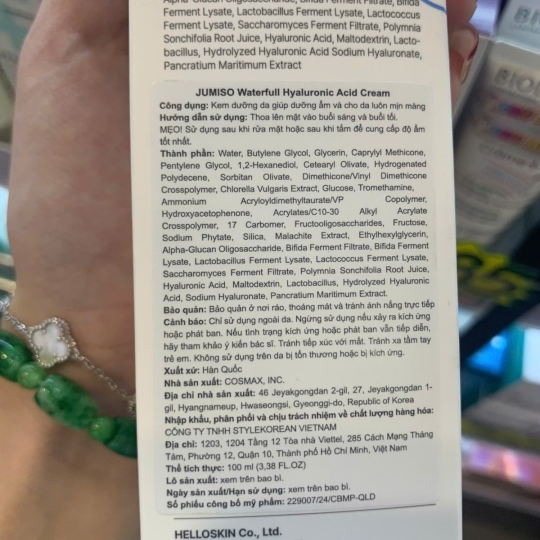 Alpha-Glucan Oligosaccharide, Bifida Ferment Filtrate, Bifida
Ferment Lysate, Lactobacillus Ferment Lysate, Lactococcus
Ferment Lysate, Saccharomyces Ferment Filtrate, Polymnia
Sonchifolia Root Juice, Hyaluronic Acid, Maltodextrin, Lacto-
bacillus, Hydrolyzed Hyaluronic Acid Sodium Hyaluronate,
Pancratium Maritimum Extract
JUMISO Waterfull Hyaluronic Acid Cream
Công dụng: Kem dưỡng da giúp dưỡng ẩm và cho da luôn mịn màng
Hướng dẫn sử dụng: Thoa lên mặt vào buổi sáng và buổi tối.
MẸO! Sử dụng sau khi rửa mặt hoặc sau khi tắm để cung cấp độ ẩm
tốt nhất.
Thành phần: Water, Butylene Glycol, Glycerin, Caprylyl Methicone,
Pentylene Glycol, 1,2-Hexanediol, Cetearyl Olivate, Hydrogenated
Polydecene, Sorbitan Olivate, Dimethicone/Vinyl Dimethicone
Crosspolymer, Chlorella Vulgaris Extract, Glucose, Tromethamine,
Ammonium Acryloyldimethyltaurate/VP Copolymer,
Hydroxyacetophenone, Acrylates/C10-30 Alkyl Acrylate
Crosspolymer, 17 Carbomer, Fructooligosaccharides, Fructose,
Sodium Phytate, Silica, Malachite Extract, Ethylhexylglycerin,
Alpha-Glucan Oligosaccharide, Bifida Ferment Filtrate, Bifida Ferment
Lysate, Lactobacillus Ferment Lysate, Lactococcus Ferment Lysate,
Saccharomyces Ferment Filtrate, Polymnia Sonchifolia Root Juice,
Hyaluronic Acid, Maltodextrin, Lactobacillus, Hydrolyzed Hyaluronic
Acid, Sodium Hyaluronate, Pancratium Maritimum Extract.
Bảo quản: Bảo quản ở nơi ráo, thoáng mát và tránh ánh nắng trực tiếp
Cảnh báo: Chỉ sử dụng ngoài da. Ngừng sử dụng nếu xảy ra kích ứng
hoặc phát ban. Nếu tình trạng kích ứng hoặc phát ban vẫn tiếp diễn,
hãy tham khảo ý kiến bác sĩ. Tránh tiếp xúc với mắt. Tránh xa tầm tay
trẻ em. Không sử dụng trên da bị tổn thương hoặc bị kích ứng.
Xuất xứ: Hàn Quốc
Nhà sản xuất: COSMAX, INC.
Địa chỉ nhà sản xuất: 46 Jeyakgongdan 2-gil, 27, Jeyakgongdan 1-
gil, Hyangnameup, Hwaseongsi, Gyeonggi-do, Republic of Korea
Nhập khẩu, phân phối và chịu trách nhiệm về chất lượng hàng hóa:
CÔNG TY TNHH STYLEKOREAN VIETNAM
Địa chỉ: 1203, 1204 Tầng 12 Tòa nhà Viettel, 285 Cách Mạng Tháng
Tám, Phường 12, Quận 10, Thành phố Hồ Chí Minh, Việt Nam
Thể tích thực: 100 ml (3,38 FL.OZ)
Lô sản xuất: xem trên bao bì.
Ngày sản xuất/Hạn sử dụng: xem trên bao bì.
Số phiếu công bố mỹ phẩm: 229007/24/CBMP-QLD
HELLOSKIN Co., Ltd.